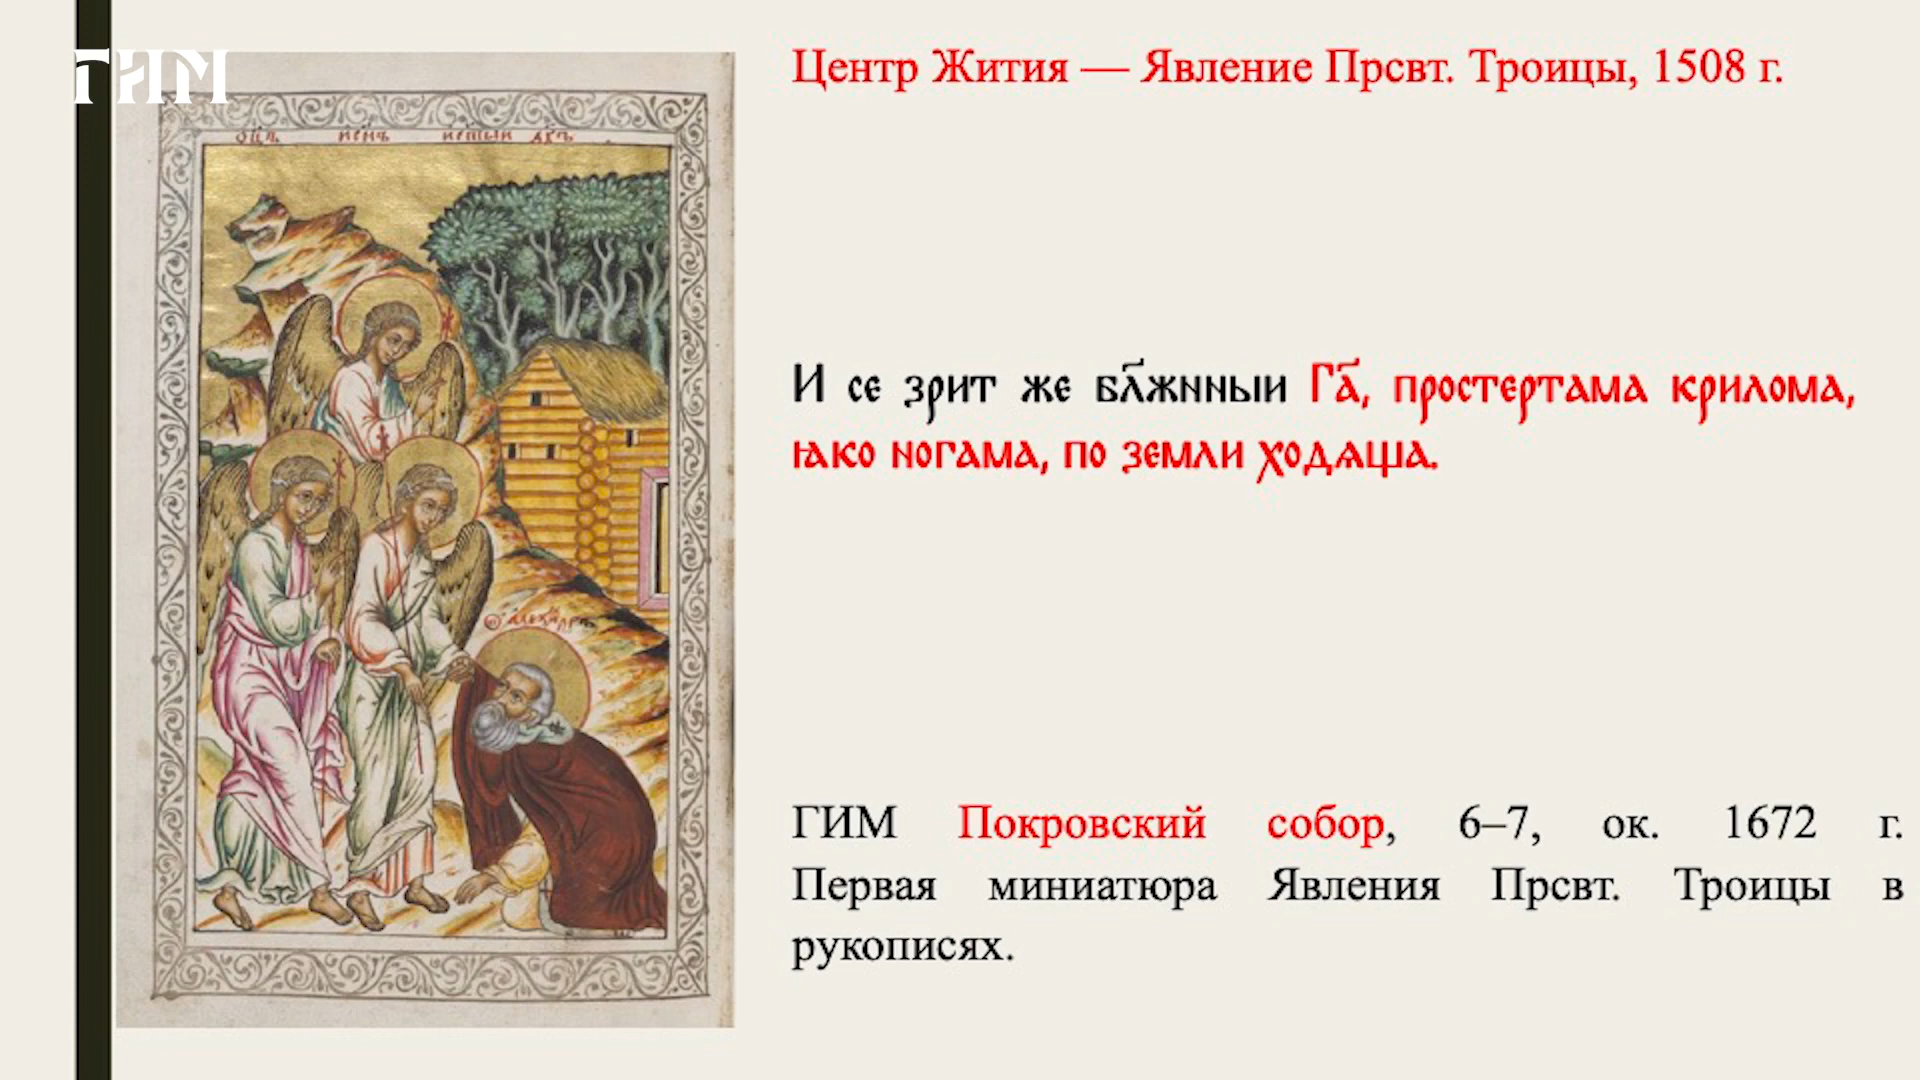 ГИМ
Центр Жития — Явление Прсвт. Троицы, 1508 г.
И се зрит же бл҃жнныи Га҃, простертама крилома,
ꙗко ногама, по земли ходѧща.
ГИМ Покровский собор, 6–7, ок. 1672 г.
Первая миниатюра Явления Прсвт. Троицы в
рукописях.